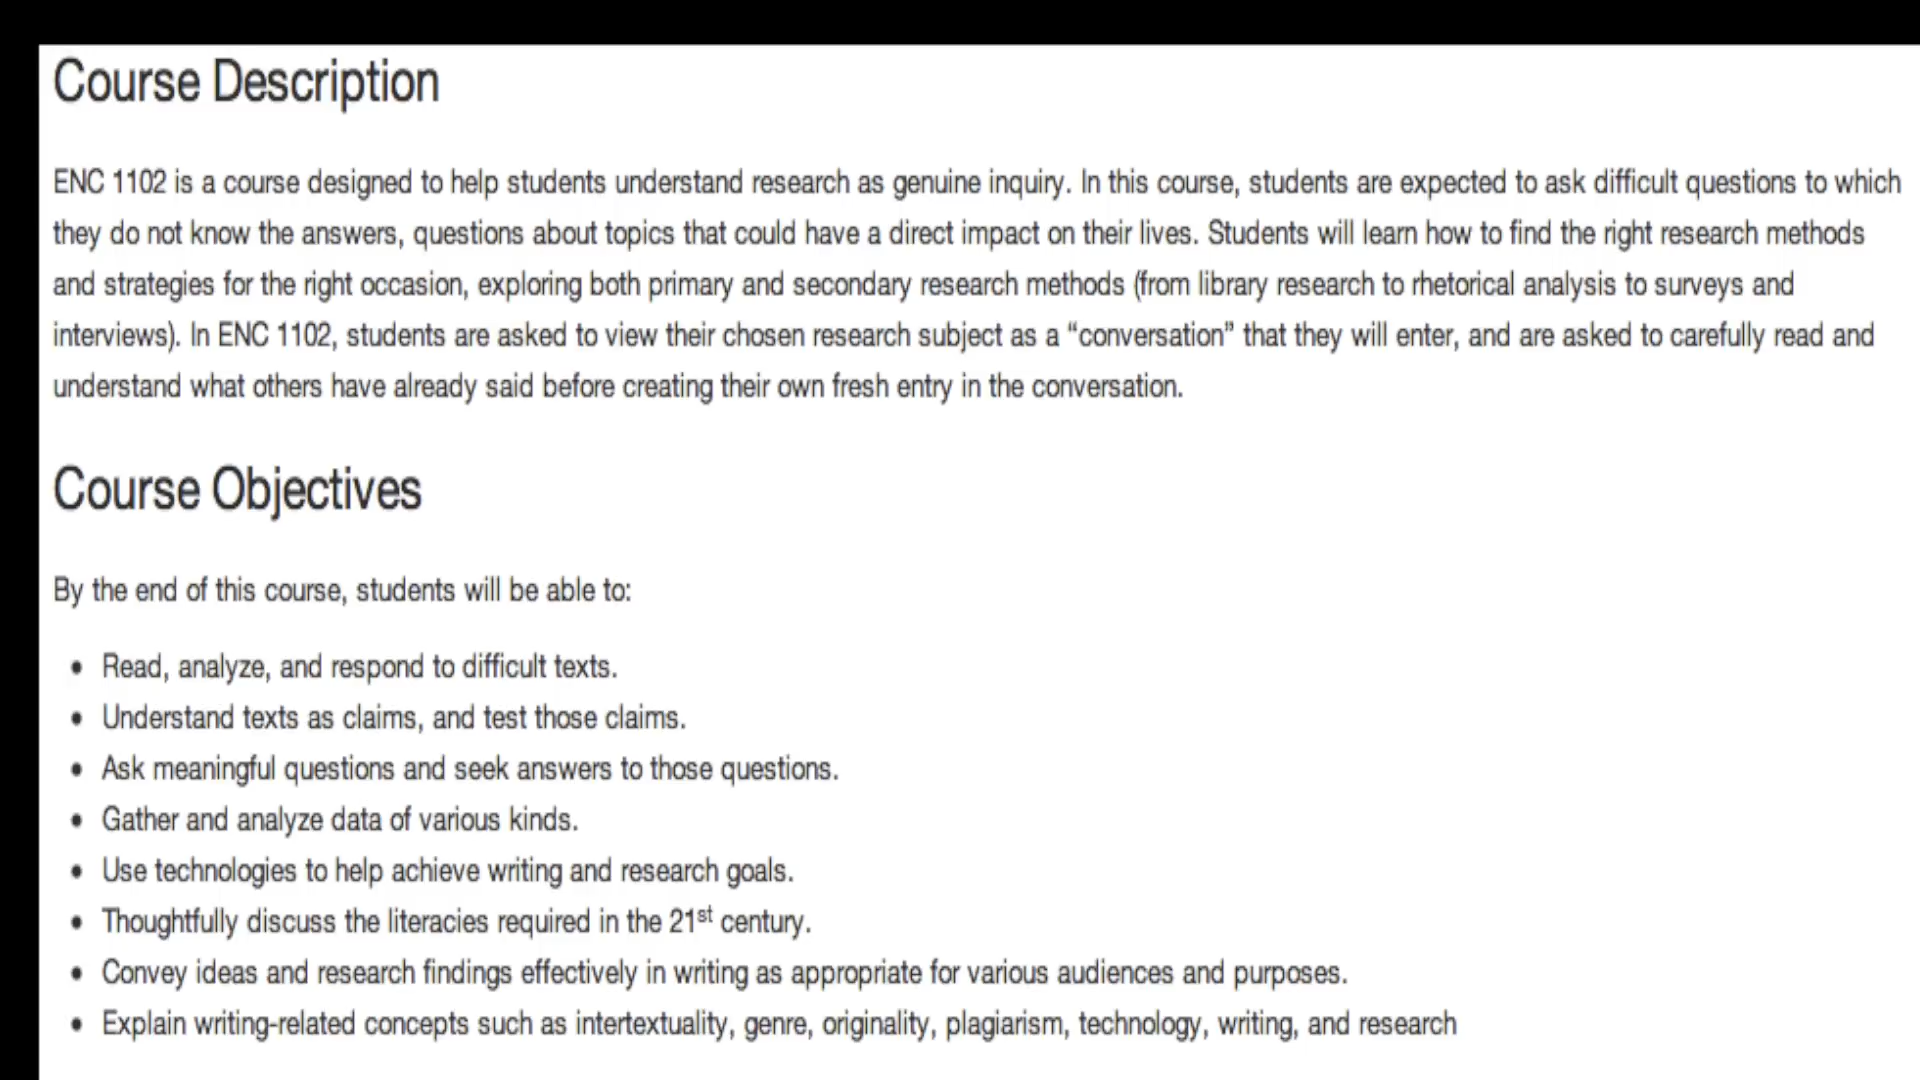 Course Description
ENC 1102 is a course designed to help students understand research as genuine inquiry. In this course, students are expected to ask difficult questions to which
they do not know the answers, questions about topics that could have a direct impact on their lives. Students will learn how to find the right research methods
and strategies for the right occasion, exploring both primary and secondary research methods (from library research to rhetorical analysis to surveys and
interviews). In ENC 1102, students are asked to view their chosen research subject as a “conversation” that they will enter, and are asked to carefully read and
understand what others have already said before creating their own fresh entry in the conversation.
Course Objectives
By the end of this course, students will be able to:
• Read, analyze, and respond to difficult texts.
• Understand texts as claims, and test those claims.
• Ask meaningful questions and seek answers to those questions.
• Gather and analyze data of various kinds.
• Use technologies to help achieve writing and research goals.
• Thoughtfully discuss the literacies required in the 21st century.
• Convey ideas and research findings effectively in writing as appropriate for various audiences and purposes.
• Explain writing-related concepts such as intertextuality, genre, originality, plagiarism, technology, writing, and research